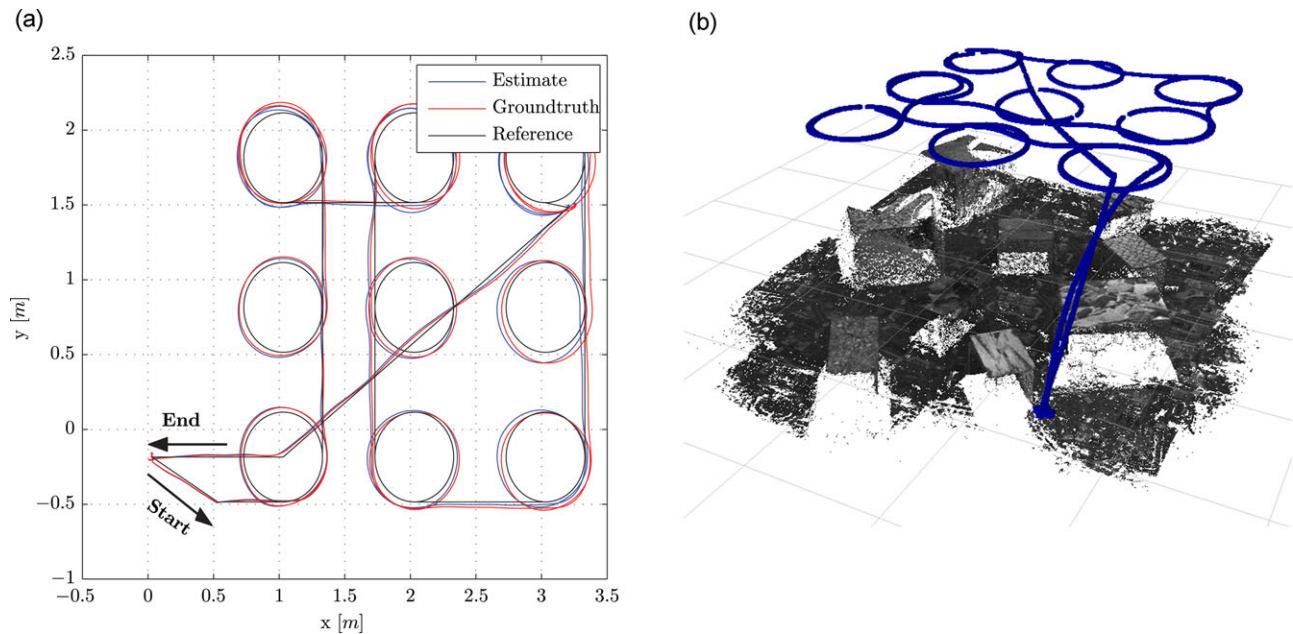 (a)
(b)
2.5
2
1.5
1
0.5
0
−0.5
−1
y [m]
Estimate
Groundtruth
Reference
End
Start
−0.5
0
0.5
1
1.5
2
2.5
3
3.5
x [m]